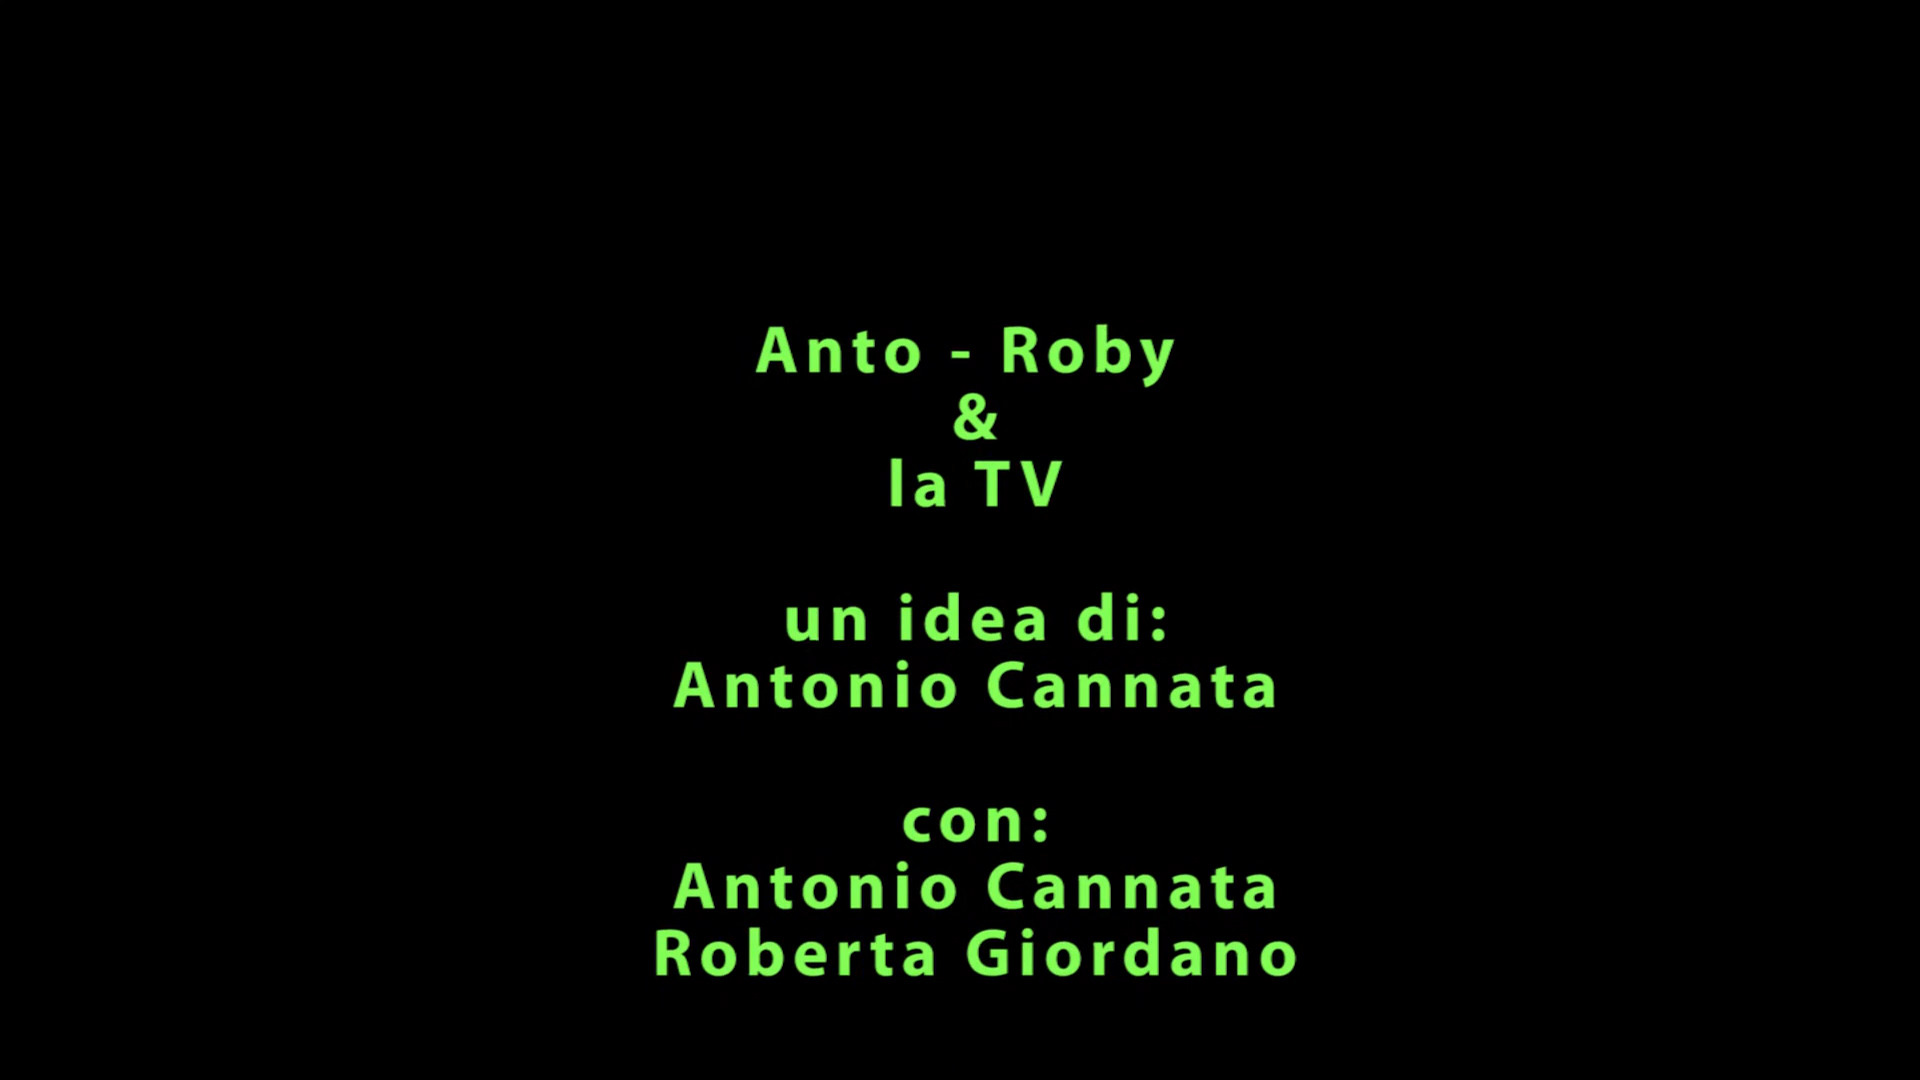 Anto - Roby
&
la TV
un idea di:
Antonio Cannata
con:
Antonio Cannata
Roberta Giordano